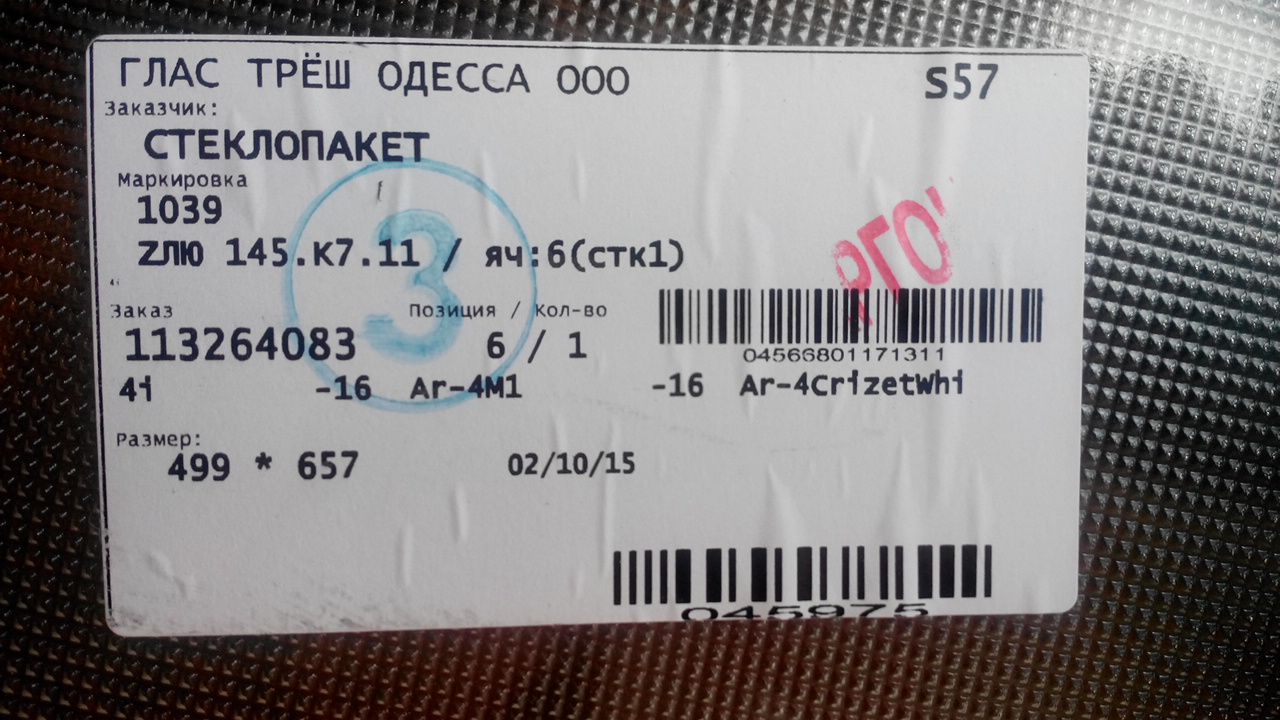 ГЛАС ТРЁШ ОДЕССА ООО S57
Заказчик:
СТЕКЛОПАКЕТ
Маркировка
1039
ZЛЮ 145.К7.11 / яч:6(стк1)
Заказ Позиция / Кол-во
113264083 6 / 1
04566801171311
4i -16 Ar-4M1 -16 Ar-4CrizetWhi
Размер:
499 * 657 02/10/15
045975
3